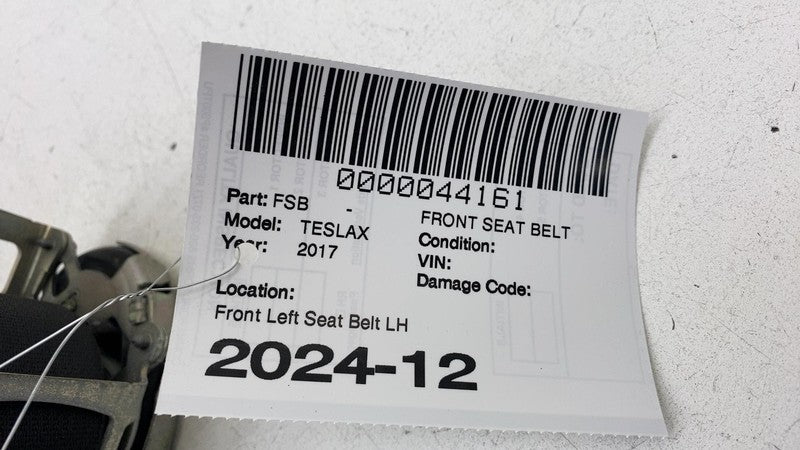 0000044161
Part: FSB - FRONT SEAT BELT
Model: TESLAX Condition:
Year: 2017 VIN:
Damage Code:
Location:
Front Left Seat Belt LH
2024-12